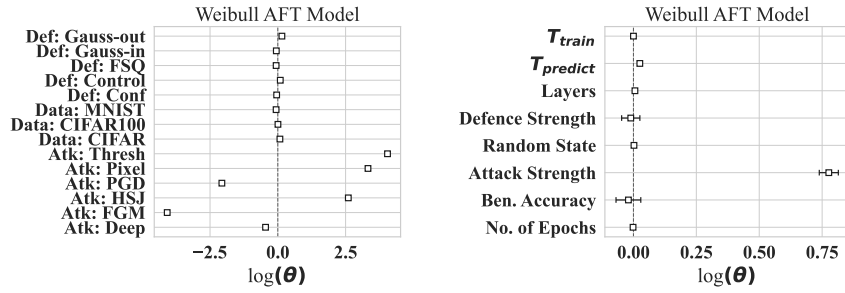 Weibull AFT Model
Def: Gauss-out
Def: Gauss-in
Def: FSQ
Def: Control
Def: Conf
Data: MNIST
Data: CIFAR100
Data: CIFAR
Atk: Thresh
Atk: Pixel
Atk: PGD
Atk: HSJ
Atk: FGM
Atk: Deep
−2.5 0.0 2.5
log(θ)
Weibull AFT Model
T_train
T_predict
Layers
Defence Strength
Random State
Attack Strength
Ben. Accuracy
No. of Epochs
0.00 0.25 0.50 0.75
log(θ)